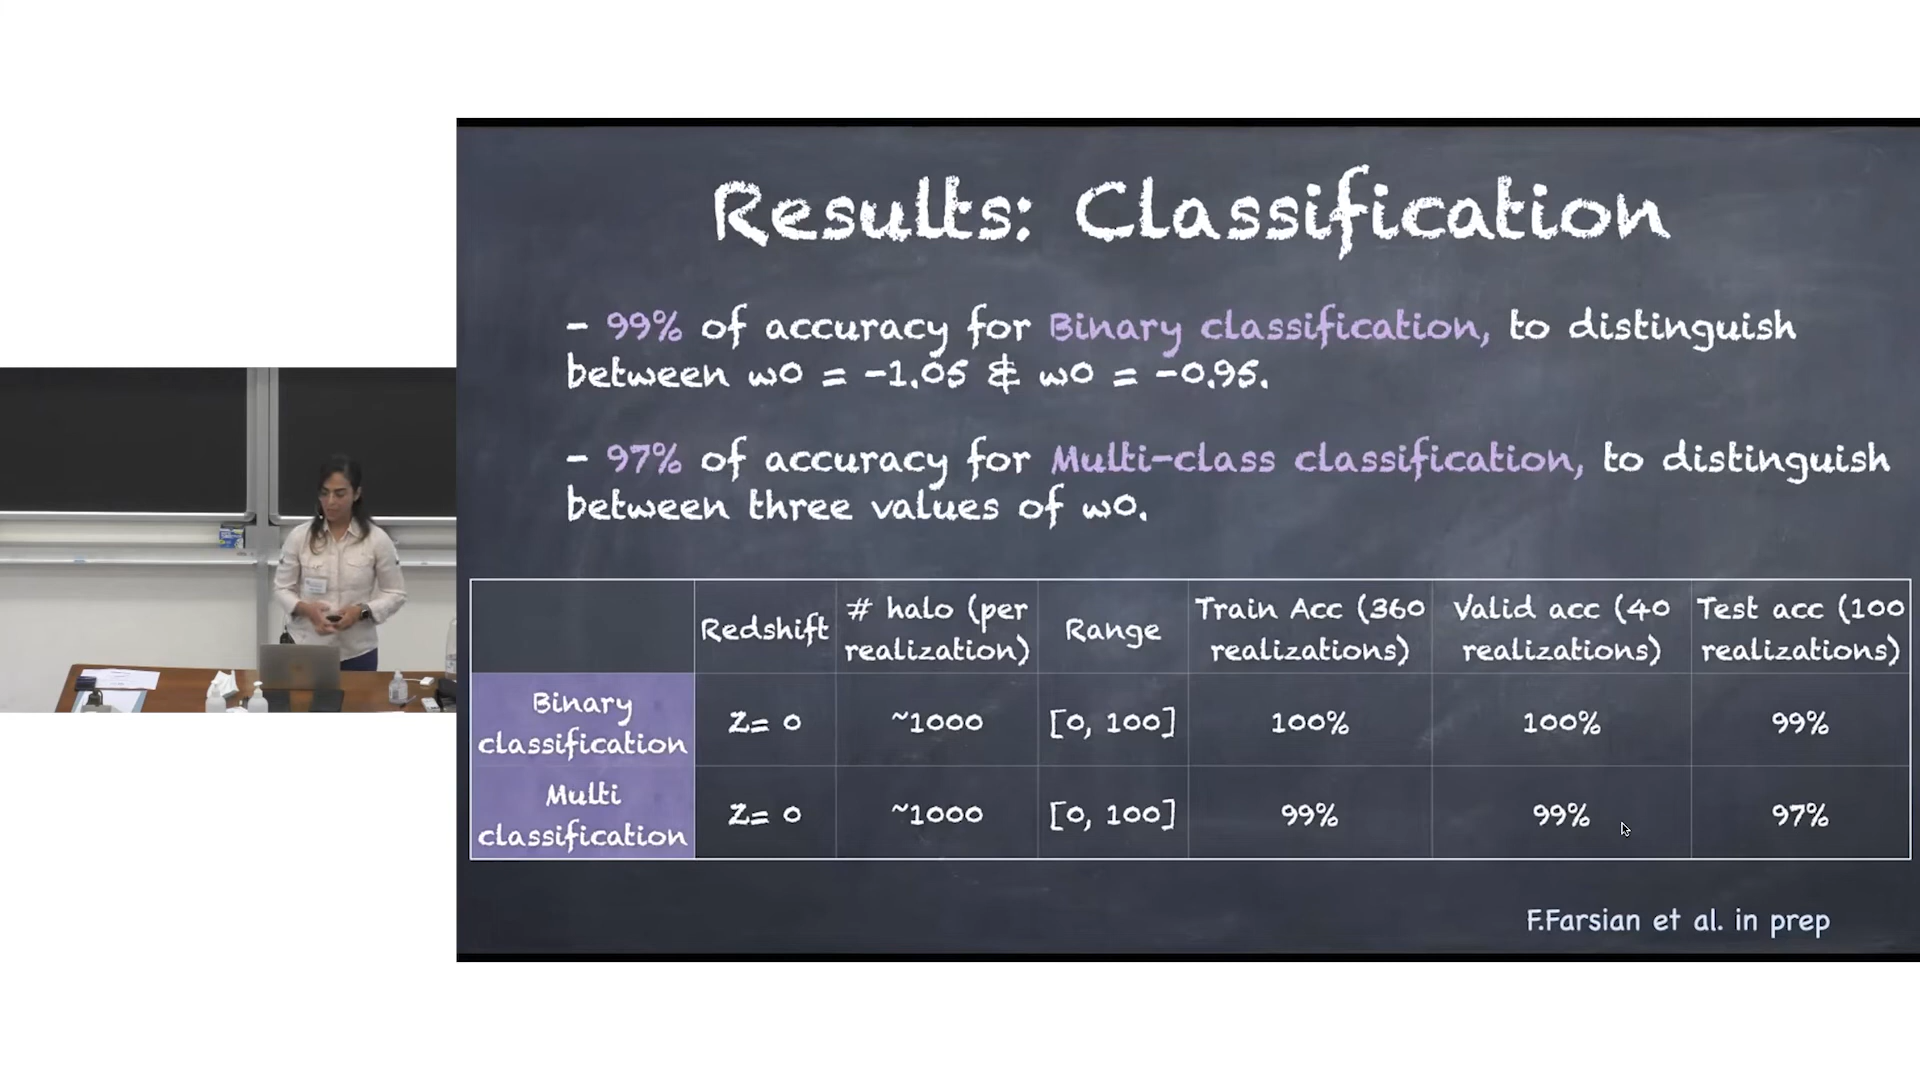 Results: Classification
- 99% of accuracy for Binary classification, to distinguish
between w0 = -1.05 & w0 = -0.95.
- 97% of accuracy for Multi-class classification, to distinguish
between three values of w0.
Redshift
# halo (per
realization)
Range
Train Acc (360
realizations)
Valid acc (40
realizations)
Test acc (100
realizations)
Binary
classification
Z= 0
~1000
[0, 100]
100%
100%
99%
Multi
classification
Z= 0
~1000
[0, 100]
99%
99%
97%
F.Farsian et al. in prep